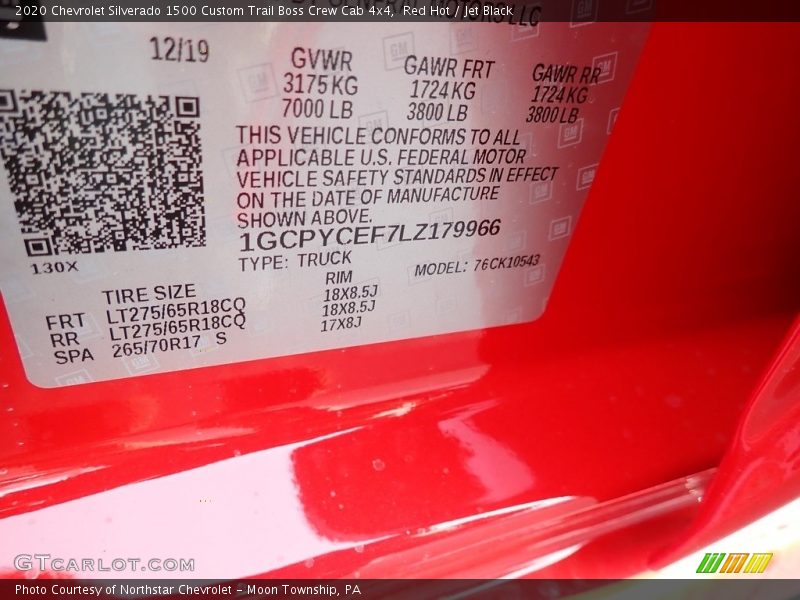 2020 Chevrolet Silverado 1500 Custom Trail Boss Crew Cab 4x4, Red Hot / Jet Black
MOTORS LLC
12/19
GVWR GAWR FRT GAWR RR
3175 KG 1724 KG 1724 KG
7000 LB 3800 LB 3800 LB
THIS VEHICLE CONFORMS TO ALL
APPLICABLE U.S. FEDERAL MOTOR
VEHICLE SAFETY STANDARDS IN EFFECT
ON THE DATE OF MANUFACTURE
SHOWN ABOVE.
1GCPYCEF7LZ179966
130X
TYPE: TRUCK MODEL: 76CK10543
TIRE SIZE RIM
FRT LT275/65R18CQ 18X8.5J
RR LT275/65R18CQ 18X8.5J
SPA 265/70R17 S 17X8J
GTCARLOT.COM
Photo Courtesy of Northstar Chevrolet – Moon Township, PA